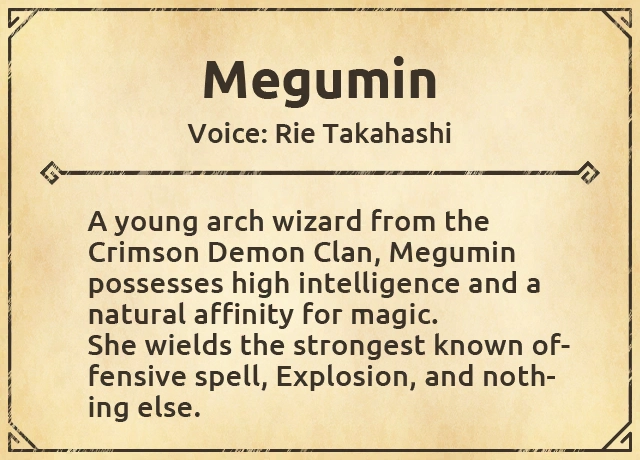 Megumin
Voice: Rie Takahashi
A young arch wizard from the
Crimson Demon Clan, Megumin
possesses high intelligence and a
natural affinity for magic.
She wields the strongest known of-
fensive spell, Explosion, and noth-
ing else.